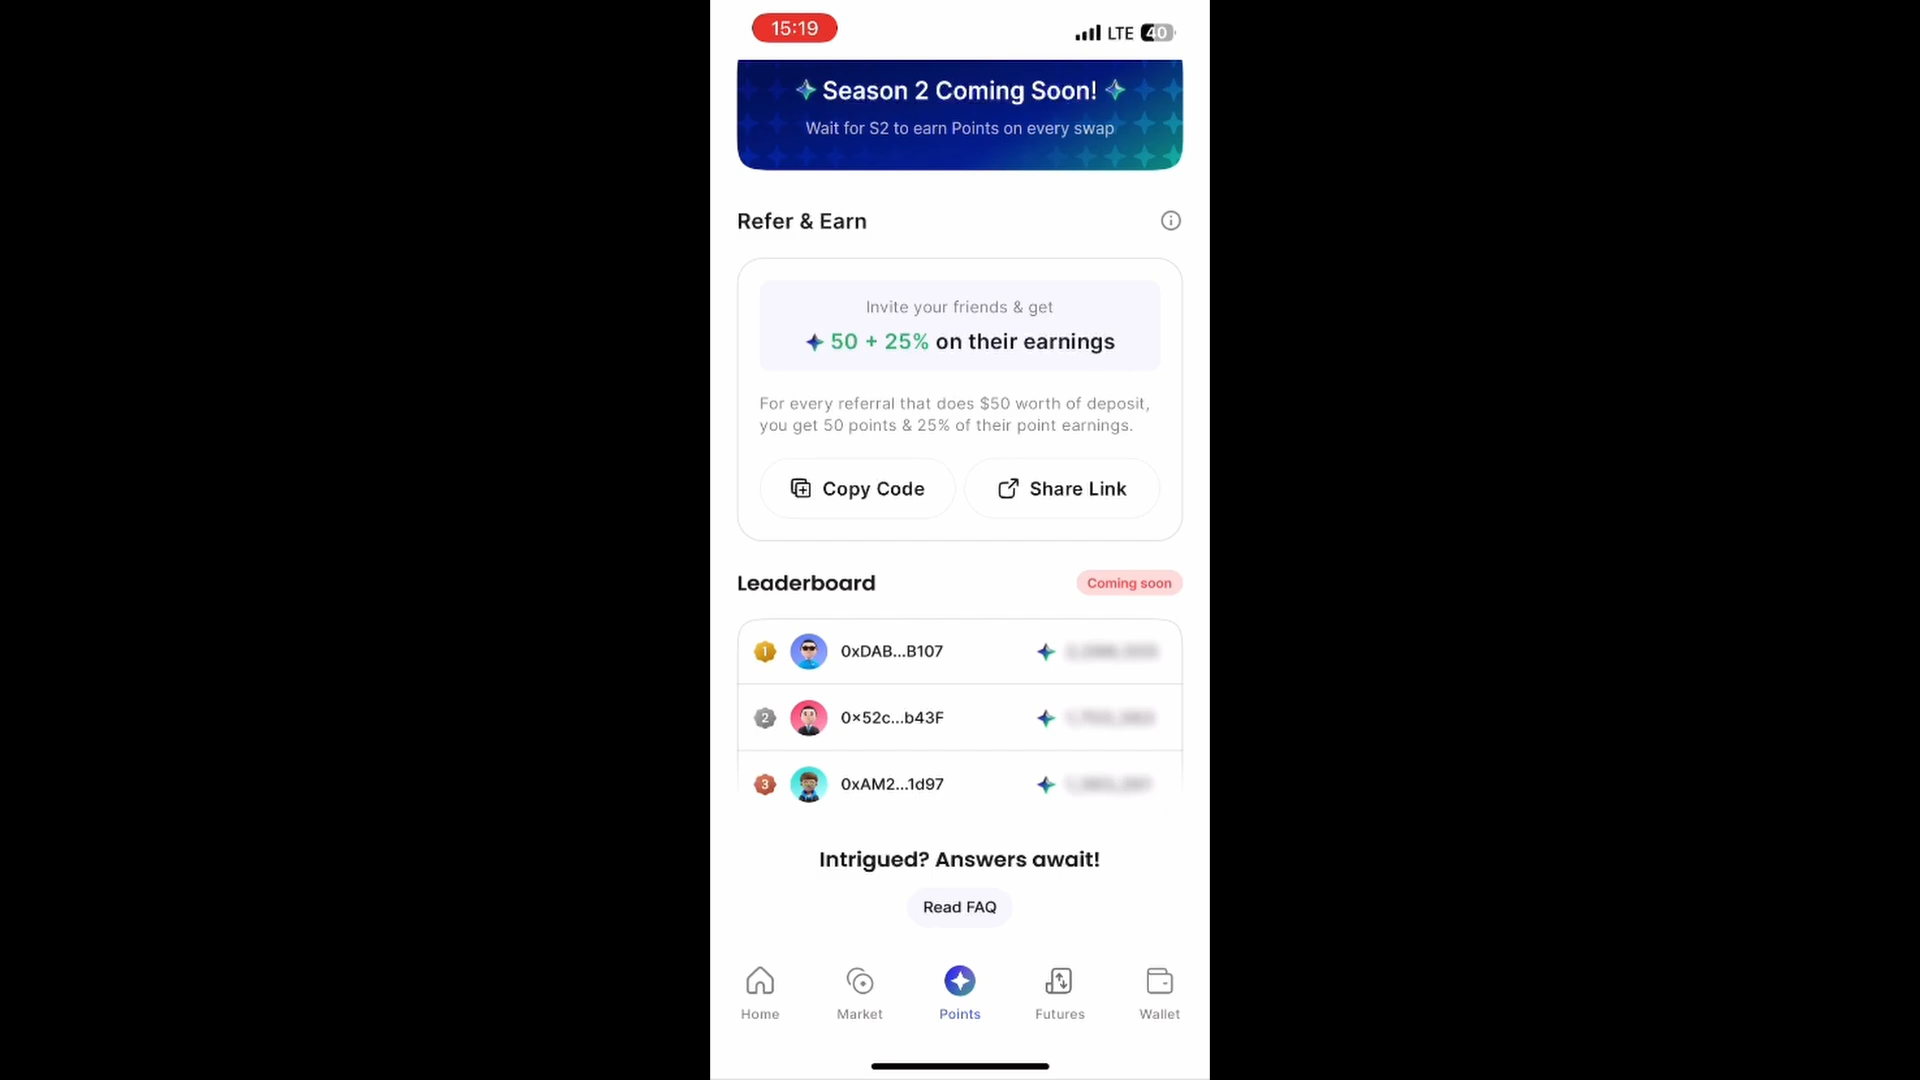 15:19
LTE 40
Season 2 Coming Soon!
Wait for S2 to earn Points on every swap
Refer & Earn
Invite your friends & get
50 + 25% on their earnings
For every referral that does $50 worth of deposit,
you get 50 points & 25% of their point earnings.
Copy Code
Share Link
Leaderboard
Coming soon
1 0xDAB...B107
2 0x52c...b43F
3 0xAM2...1d97
Intrigued? Answers await!
Read FAQ
Home
Market
Points
Futures
Wallet